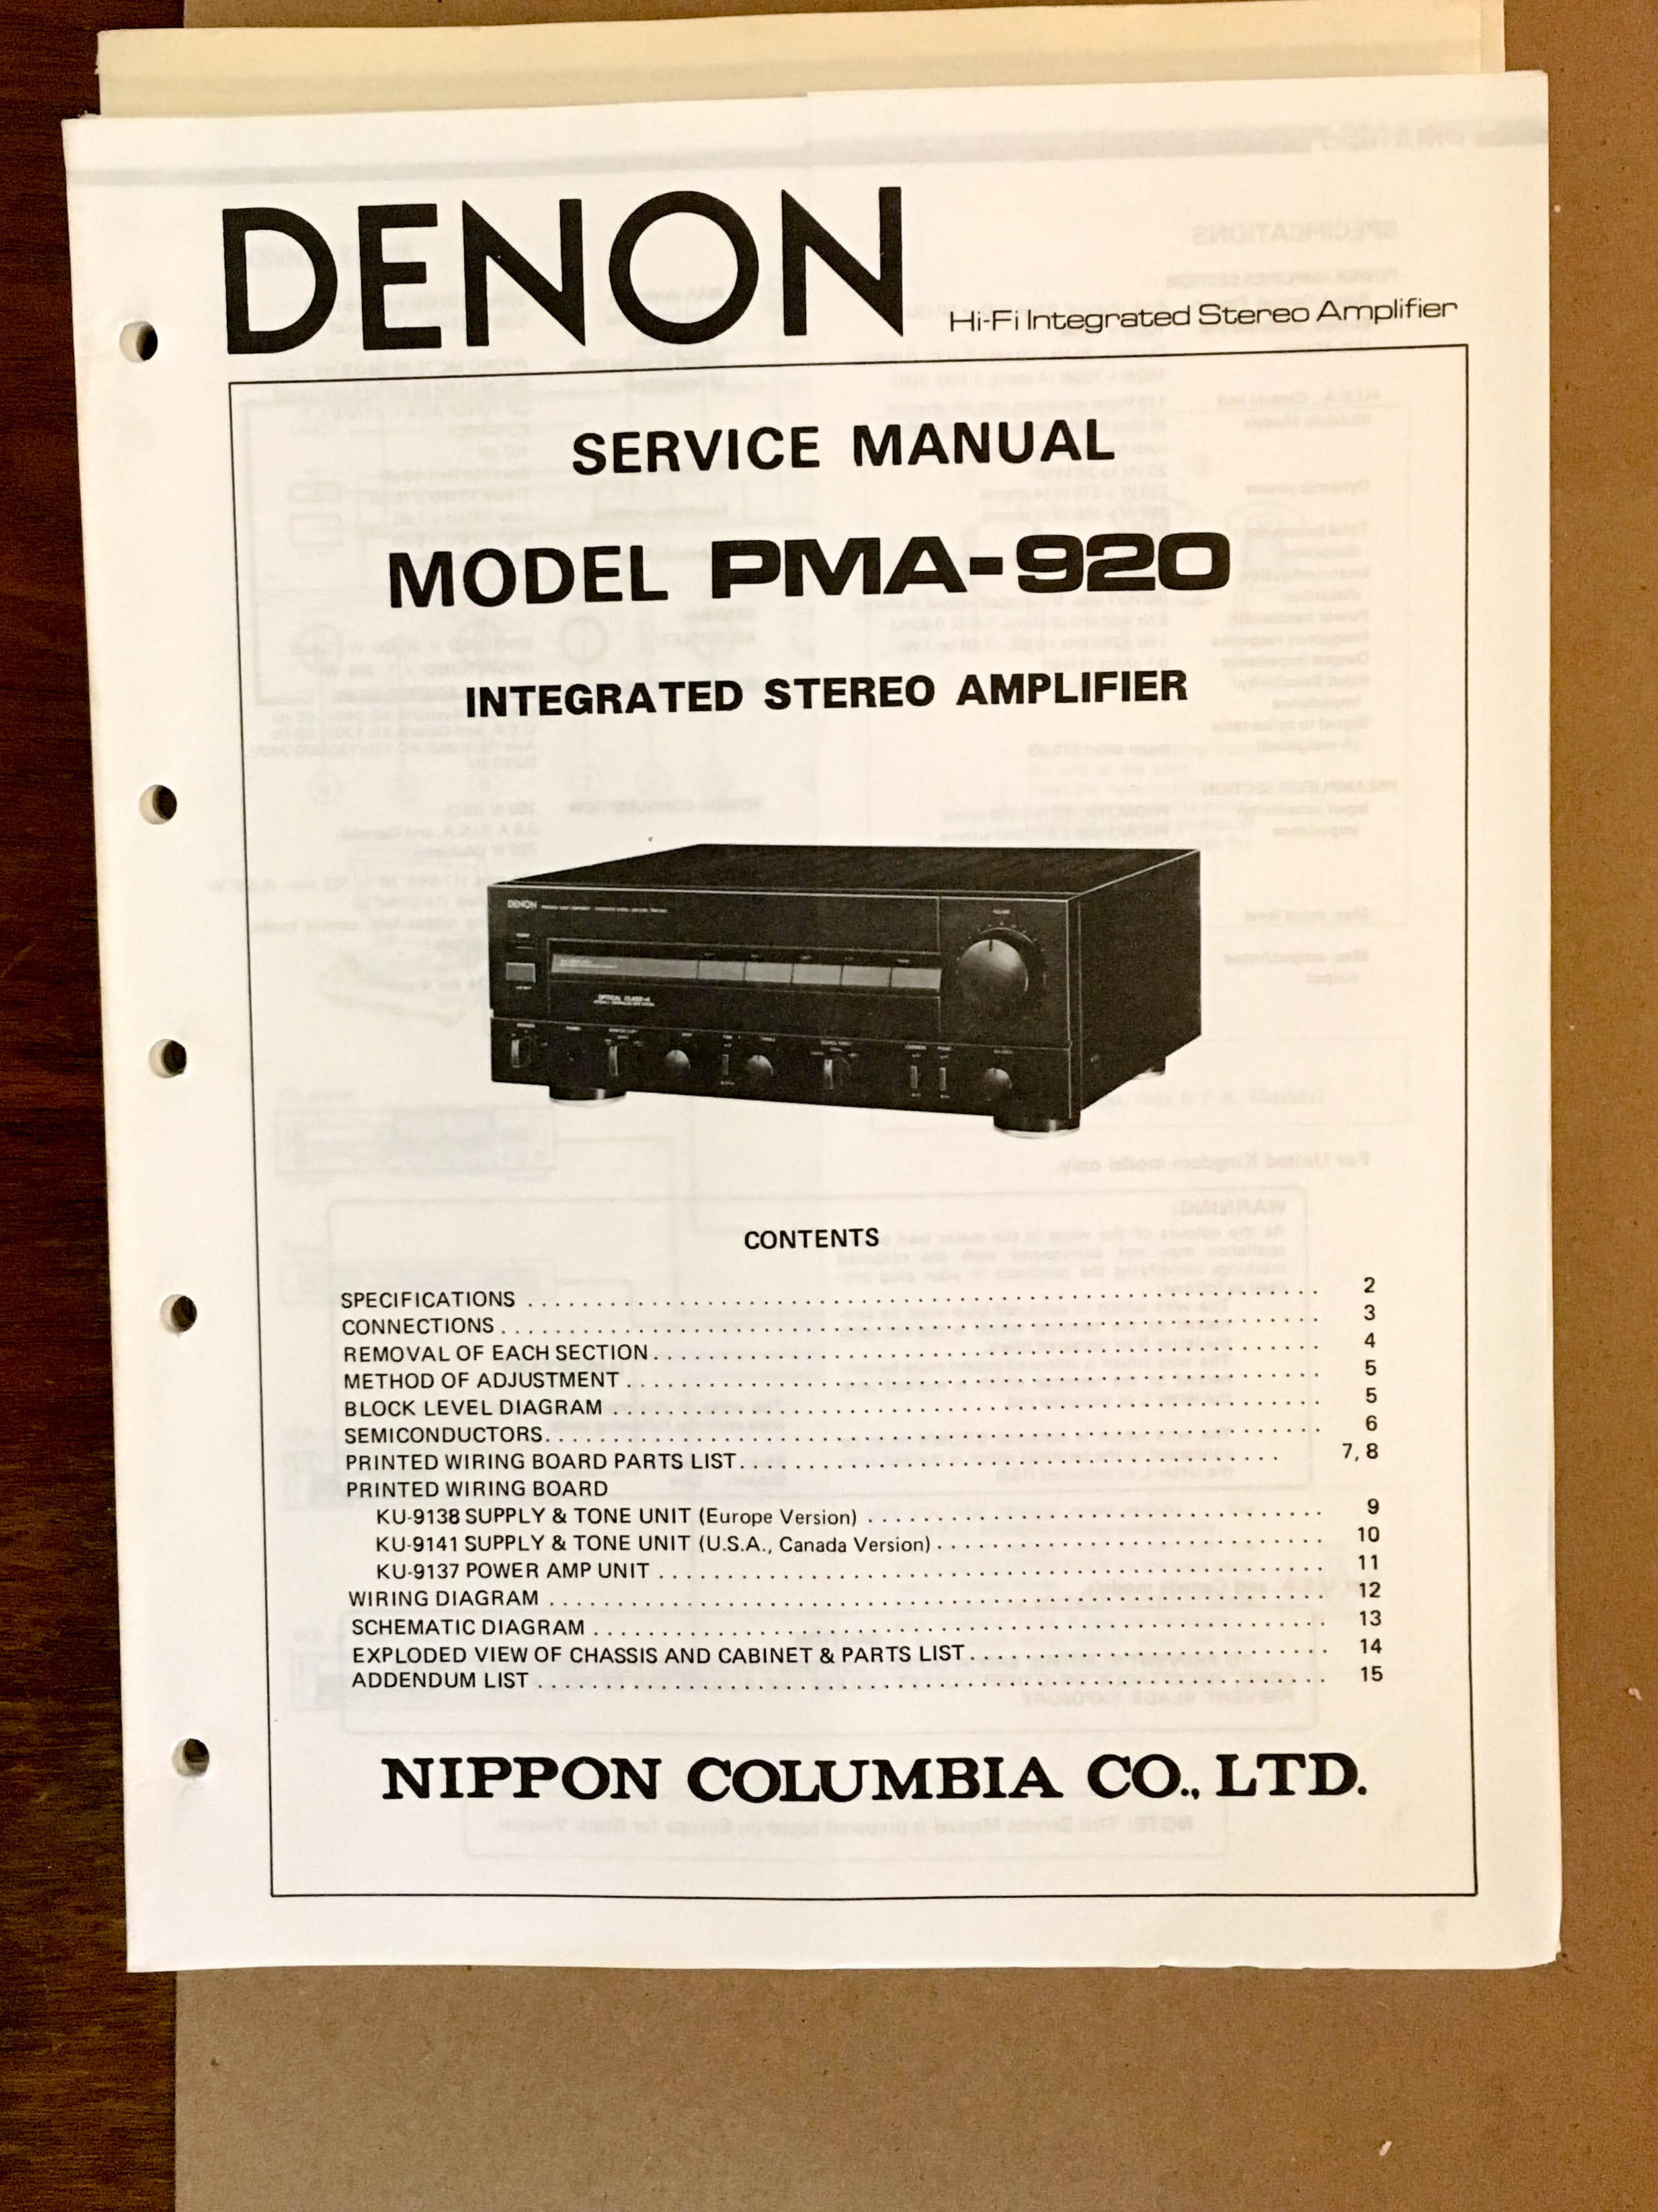 DENON
Hi-Fi Integrated Stereo Amplifier
SERVICE MANUAL
MODEL PMA-920
INTEGRATED STEREO AMPLIFIER
DENON
OPTICAL CLASS-A
CONTENTS
SPECIFICATIONS 2
CONNECTIONS 3
REMOVAL OF EACH SECTION 4
METHOD OF ADJUSTMENT 5
BLOCK LEVEL DIAGRAM 5
SEMICONDUCTORS 6
PRINTED WIRING BOARD PARTS LIST 7, 8
PRINTED WIRING BOARD
KU-9138 SUPPLY & TONE UNIT (Europe Version) 9
KU-9141 SUPPLY & TONE UNIT (U.S.A., Canada Version) 10
KU-9137 POWER AMP UNIT 11
WIRING DIAGRAM 12
SCHEMATIC DIAGRAM 13
EXPLODED VIEW OF CHASSIS AND CABINET & PARTS LIST 14
ADDENDUM LIST 15
NIPPON COLUMBIA CO., LTD.